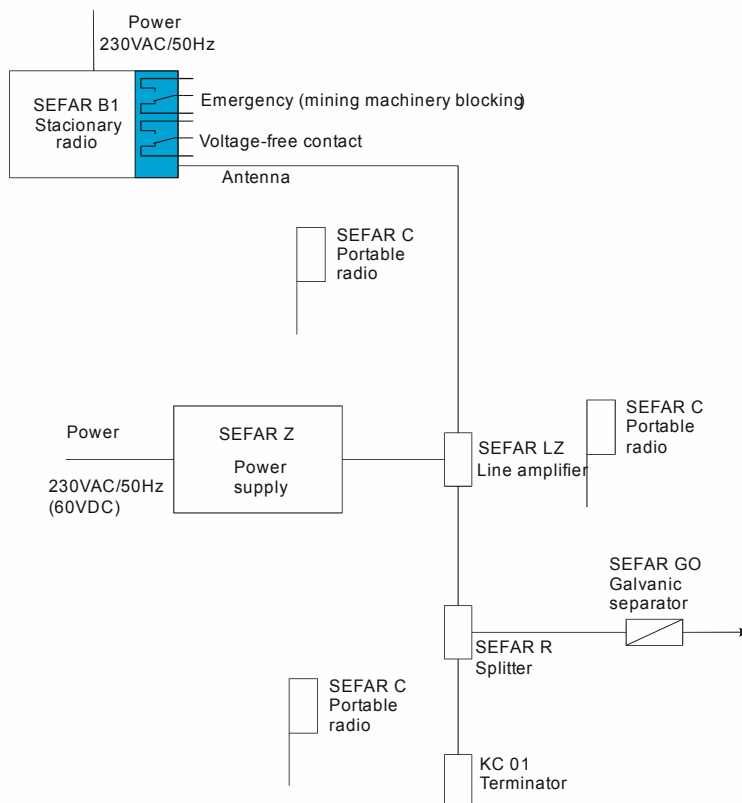 Power
230VAC/50Hz
SEFAR B1
Stacionary
radio
Emergency (mining machinery blocking)
Voltage-free contact
Antenna
SEFAR C
Portable
radio
SEFAR C
Portable
radio
Power
SEFAR Z
Power
supply
SEFAR LZ
Line amplifier
230VAC/50Hz
(60VDC)
SEFAR GO
Galvanic
separator
SEFAR R
Splitter
SEFAR C
Portable
radio
KC 01
Terminator